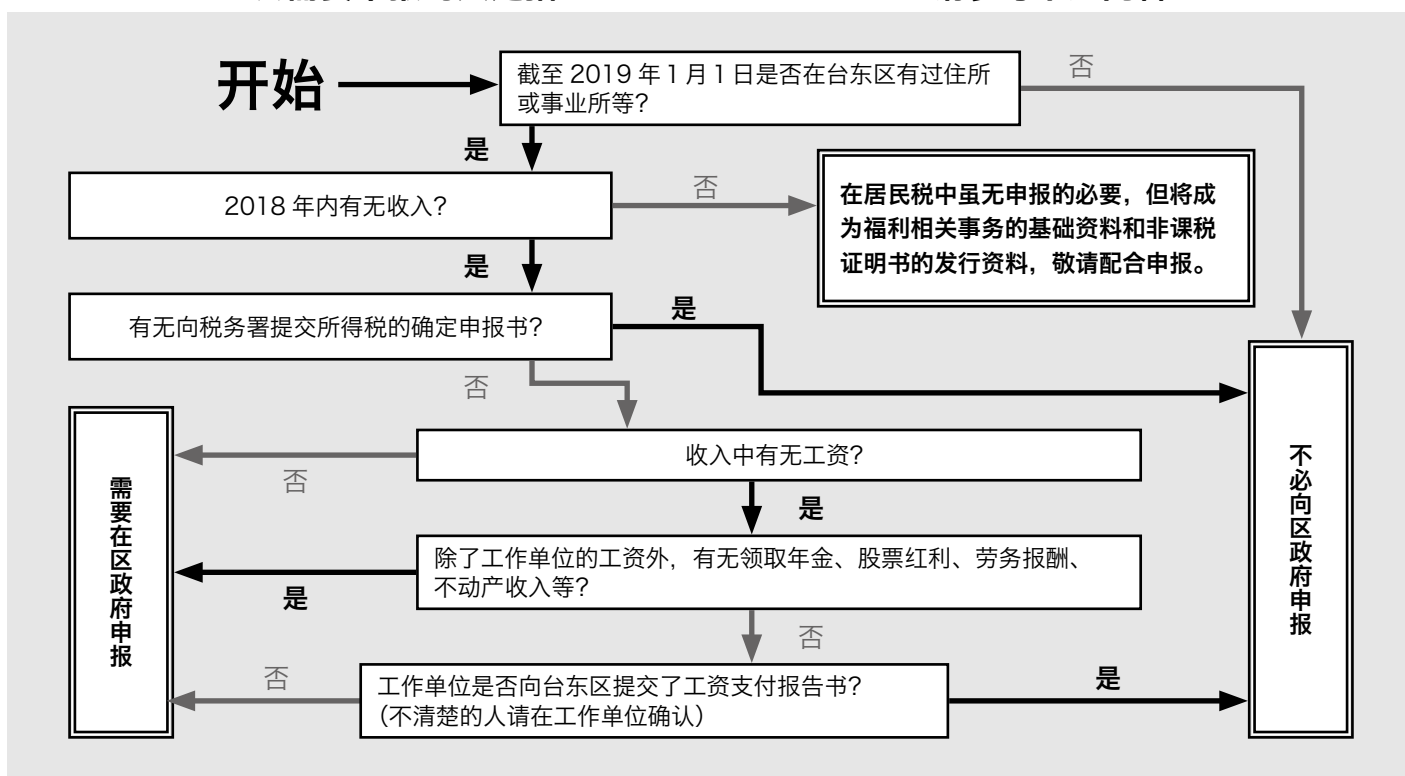 开始
截至 2019 年 1 月 1 日是否在台东区有过住所
或事业所等?
否
是
2018 年内有无收入?
否
在居民税中虽无申报的必要，但将成
为福利相关事务的基础资料和非课税
证明书的发行资料，敬请配合申报。
是
有无向税务署提交所得税的确定申报书?
是
否
收入中有无工资?
否
是
除了工作单位的工资外，有无领取年金、股票红利、劳务报酬、
不动产收入等?
是
否
工作单位是否向台东区提交了工资支付报告书?
（不清楚的人请在工作单位确认）
否
是
需要在区政府申报
不必向区政府申报